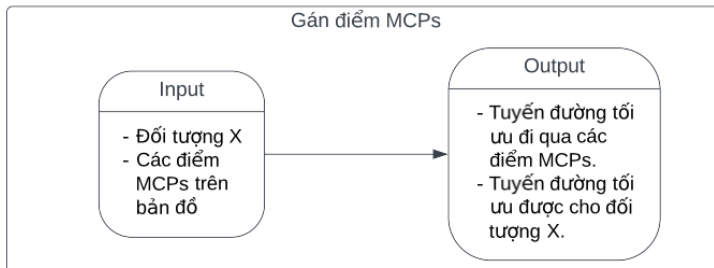 Gán điểm MCPs
Input
- Đối tượng X
- Các điểm
MCPs trên
bản đồ
Output
- Tuyến đường tối
ưu đi qua các
điểm MCPs.
- Tuyến đường tối
ưu được cho đối
tượng X.